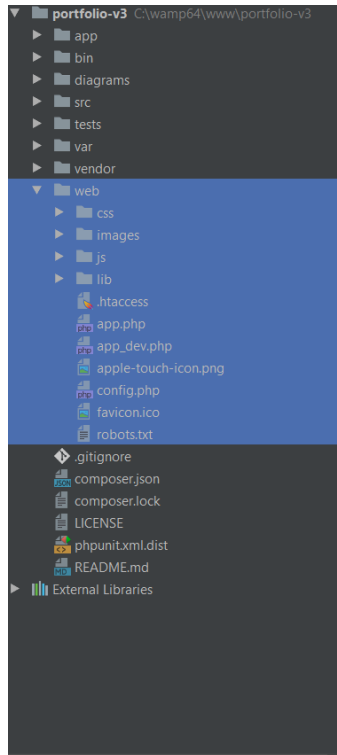 portfolio-v3 C:\wamp64\www\portfolio-v3
app
bin
diagrams
src
tests
var
vendor
web
css
images
js
lib
.htaccess
app.php
app_dev.php
apple-touch-icon.png
config.php
favicon.ico
robots.txt
.gitignore
composer.json
composer.lock
LICENSE
phpunit.xml.dist
README.md
External Libraries